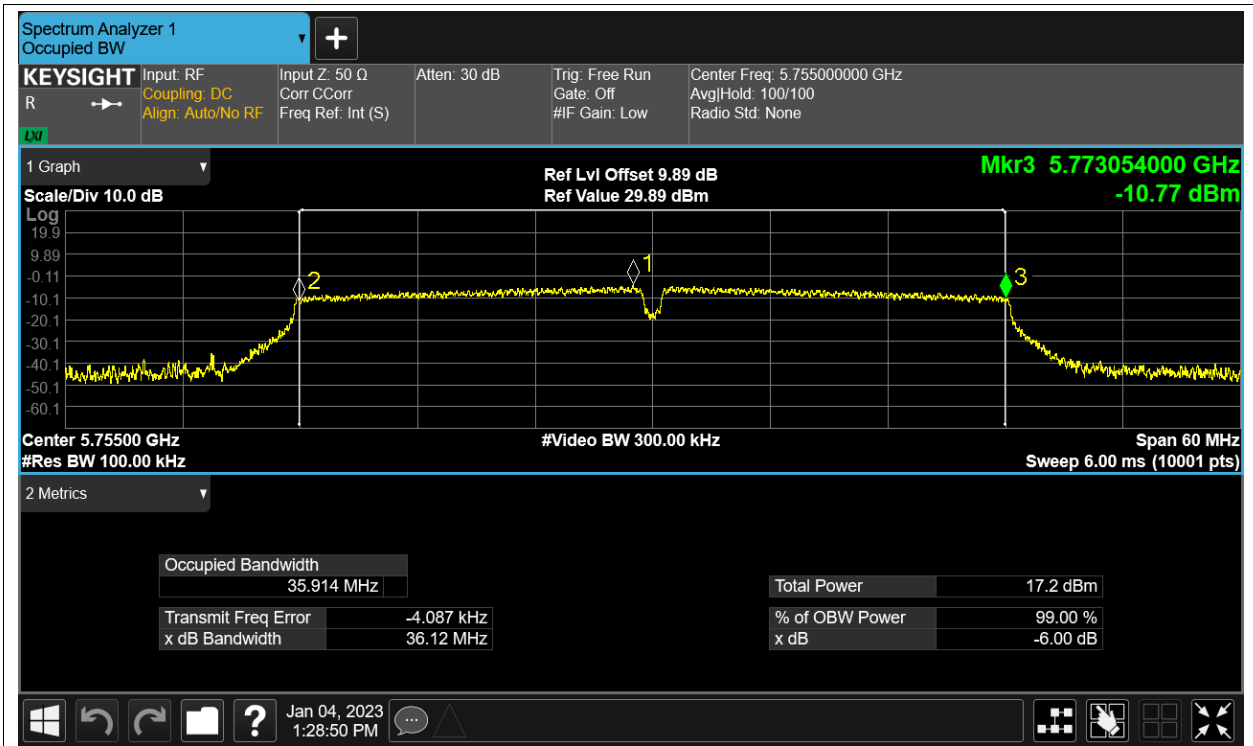 Spectrum Analyzer 1
Occupied BW
KEYSIGHT
R
LXI
Input: RF
Coupling: DC
Align: Auto/No RF
Input Z: 50 Ω
Corr CCorr
Freq Ref: Int (S)
Atten: 30 dB
Trig: Free Run
Gate: Off
#IF Gain: Low
Center Freq: 5.755000000 GHz
Avg|Hold: 100/100
Radio Std: None
1 Graph
Scale/Div 10.0 dB
Ref Lvl Offset 9.89 dB
Ref Value 29.89 dBm
Mkr3 5.773054000 GHz
-10.77 dBm
Log
19.9
9.89
-0.11
-10.1
-20.1
-30.1
-40.1
-50.1
-60.1
2
1
3
Center 5.75500 GHz
#Res BW 100.00 kHz
#Video BW 300.00 kHz
Span 60 MHz
Sweep 6.00 ms (10001 pts)
2 Metrics
Occupied Bandwidth
35.914 MHz
Transmit Freq Error -4.087 kHz
x dB Bandwidth 36.12 MHz
Total Power 17.2 dBm
% of OBW Power 99.00 %
x dB -6.00 dB
?
Jan 04, 2023
1:28:50 PM